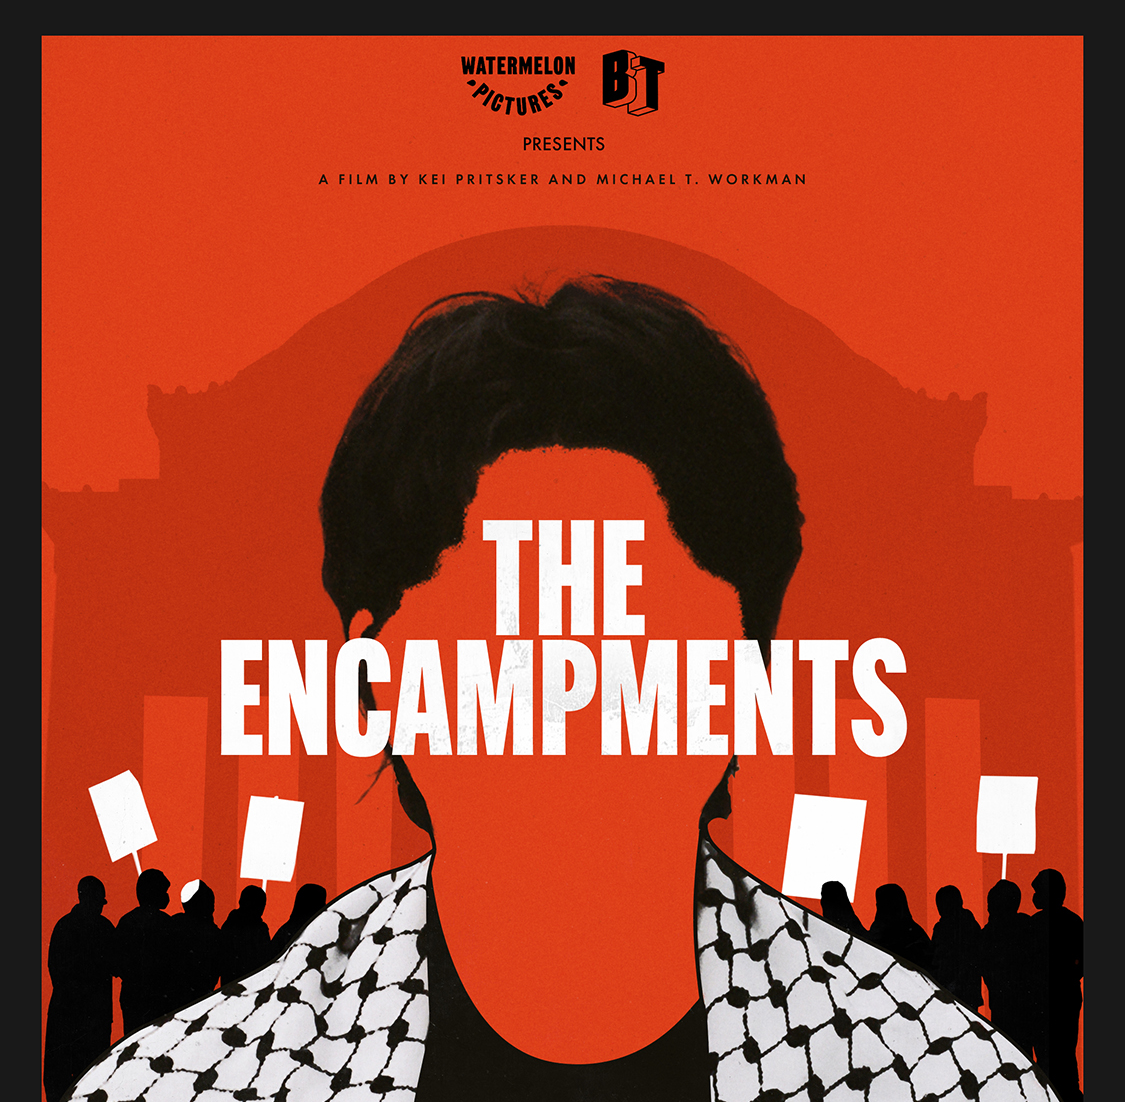 WATERMELON
PICTURES
BT
PRESENTS
A FILM BY KEI PRITSKER AND MICHAEL T. WORKMAN
THE
ENCAMPMENTS